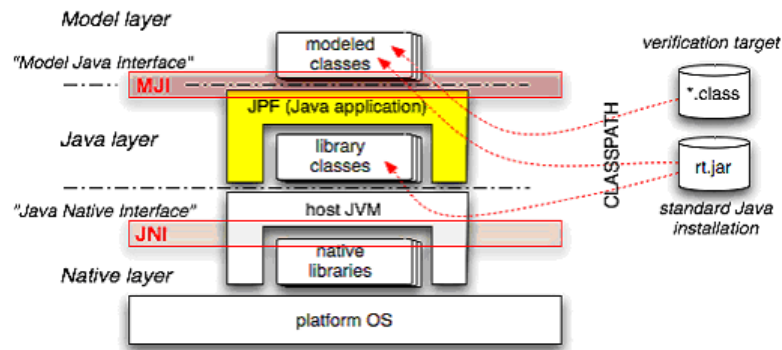 Model layer
modeled
classes
verification target
"Model Java Interface"
MJI
*.class
JPF (Java application)
Java layer
library
classes
CLASSPATH
rt.jar
"Java Native Interface"
host JVM
standard Java
installation
JNI
native
libraries
Native layer
platform OS